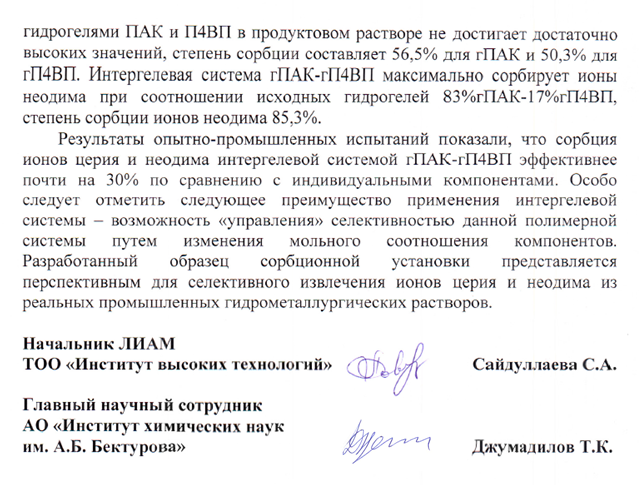 гидрогелями ПАК и П4ВП в продуктовом растворе не достигает достаточно
высоких значений, степень сорбции составляет 56,5% для гПАК и 50,3% для
гП4ВП. Интергелевая система гПАК-гП4ВП максимально сорбирует ионы
неодима при соотношении исходных гидрогелей 83%гПАК-17%гП4ВП,
степень сорбции ионов неодима 85,3%.
Результаты опытно-промышленных испытаний показали, что сорбция
ионов церия и неодима интергелевой системой гПАК-гП4ВП эффективнее
почти на 30% по сравнению с индивидуальными компонентами. Особо
следует отметить следующее преимущество применения интергелевой
системы – возможность «управления» селективностью данной полимерной
системы путем изменения мольного соотношения компонентов.
Разработанный образец сорбционной установки представляется
перспективным для селективного извлечения ионов церия и неодима из
реальных промышленных гидрометаллургических растворов.
Начальник ЛИАМ
ТОО «Институт высоких технологий» Сайдуллаева С.А.
Главный научный сотрудник
АО «Институт химических наук
им. А.Б. Бектурова» Джумадилов Т.К.